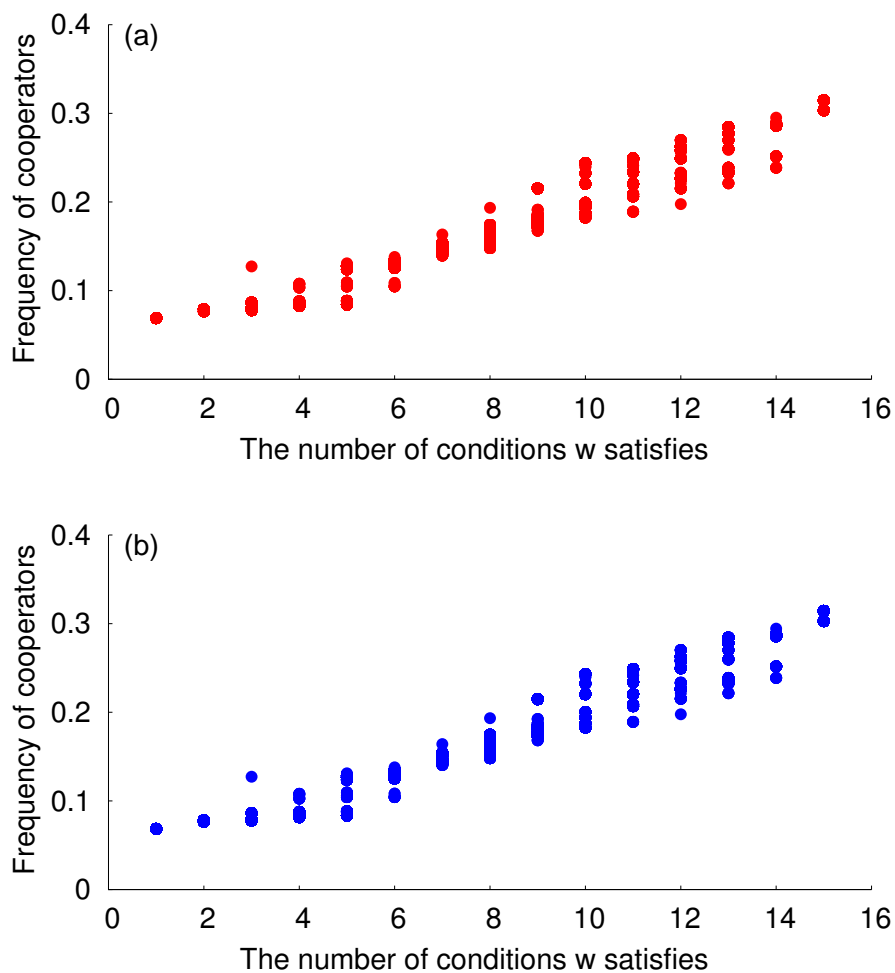 (a)
Frequency of cooperators
0.4
0.3
0.2
0.1
0
0 2 4 6 8 10 12 14 16
The number of conditions w satisfies
(b)
Frequency of cooperators
0.4
0.3
0.2
0.1
0
0 2 4 6 8 10 12 14 16
The number of conditions w satisfies